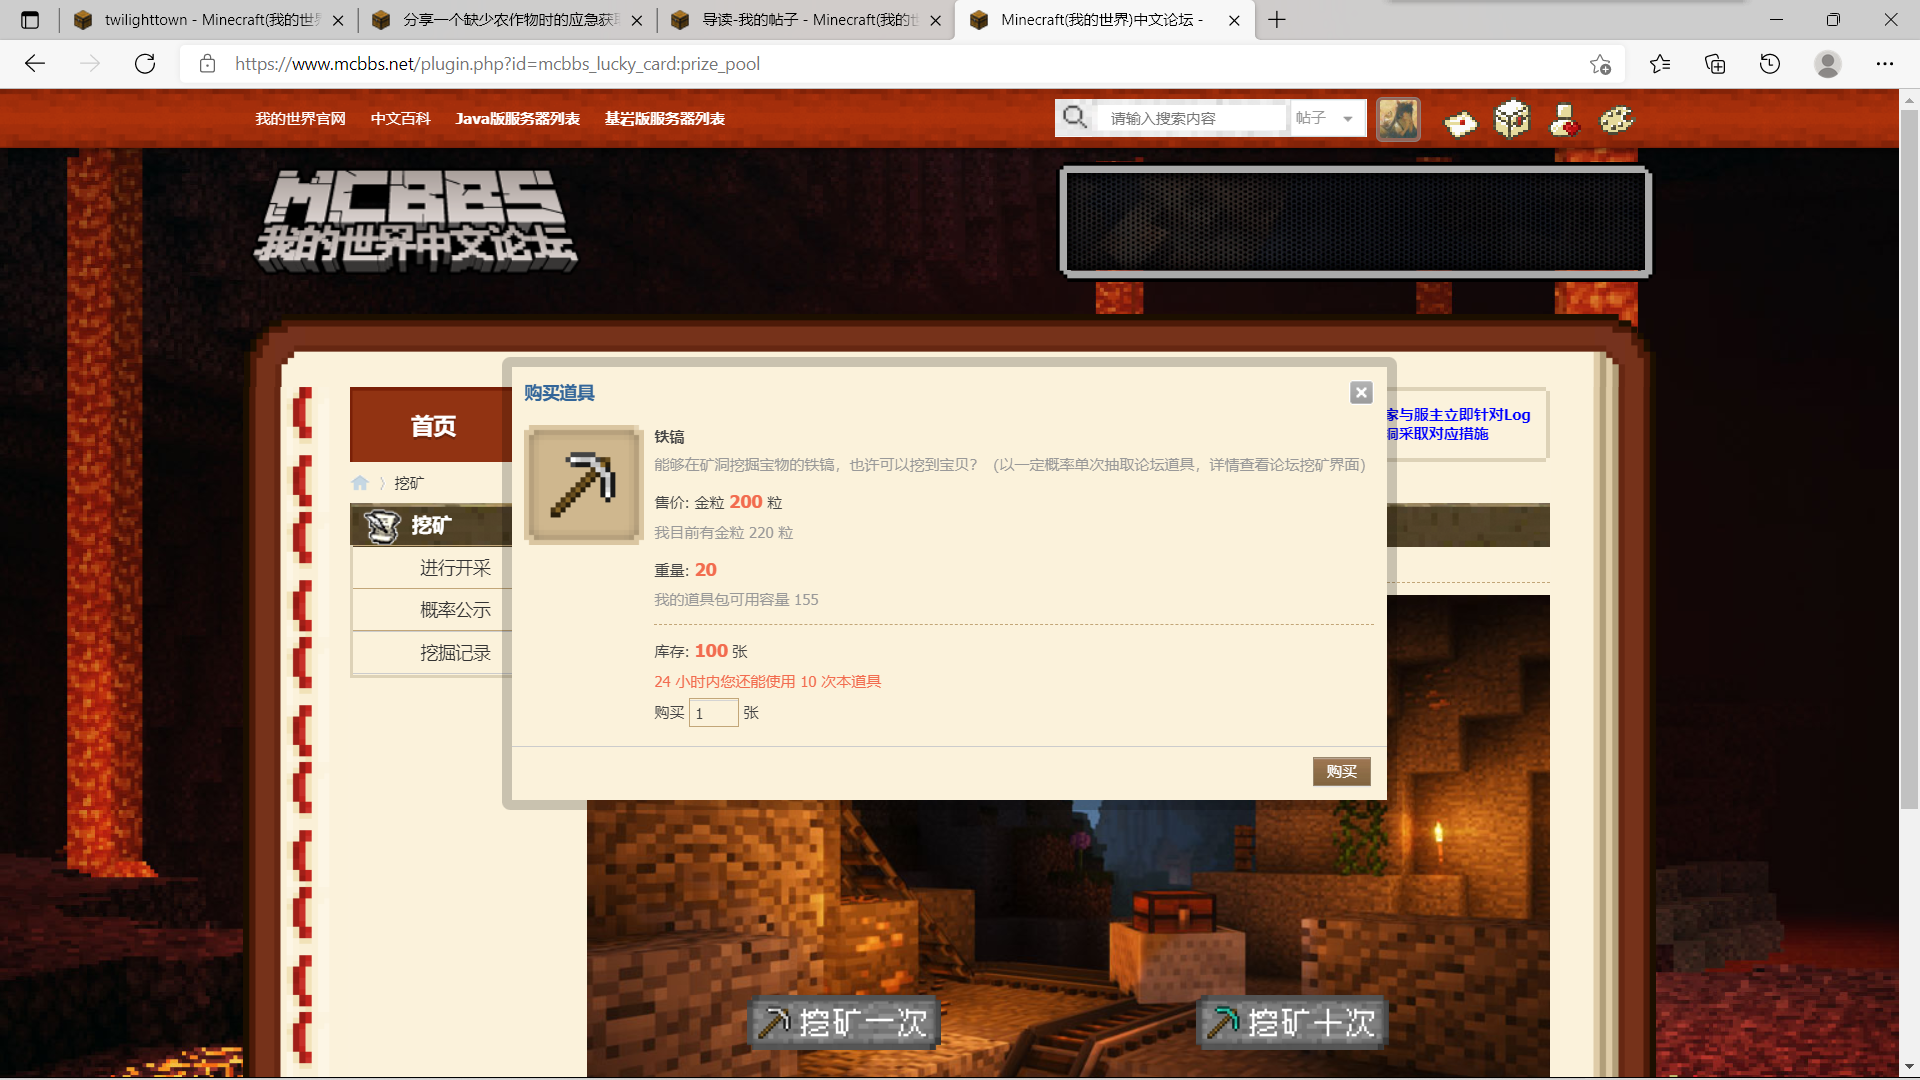 twilighttown - Minecraft(我的世
分享一个缺少农作物时的应急获取
导读-我的帖子 - Minecraft(我的世
Minecraft(我的世界)中文论坛 -
https://www.mcbbs.net/plugin.php?id=mcbbs_lucky_card:prize_pool
我的世界官网 中文百科 Java版服务器列表 基岩版服务器列表
请输入搜索内容 帖子
MCBBS
我的世界中文论坛
首页
家与服主立即针对Log
洞采取对应措施
挖矿
挖矿
进行开采
概率公示
挖掘记录
购买道具
铁镐
能够在矿洞挖掘宝物的铁镐，也许可以挖到宝贝？ (以一定概率单次抽取论坛道具，详情查看论坛挖矿界面)
售价: 金粒 200 粒
我目前有金粒 220 粒
重量: 20
我的道具包可用容量 155
库存: 100 张
24 小时内您还能使用 10 次本道具
购买 1 张
购买
挖矿一次
挖矿十次